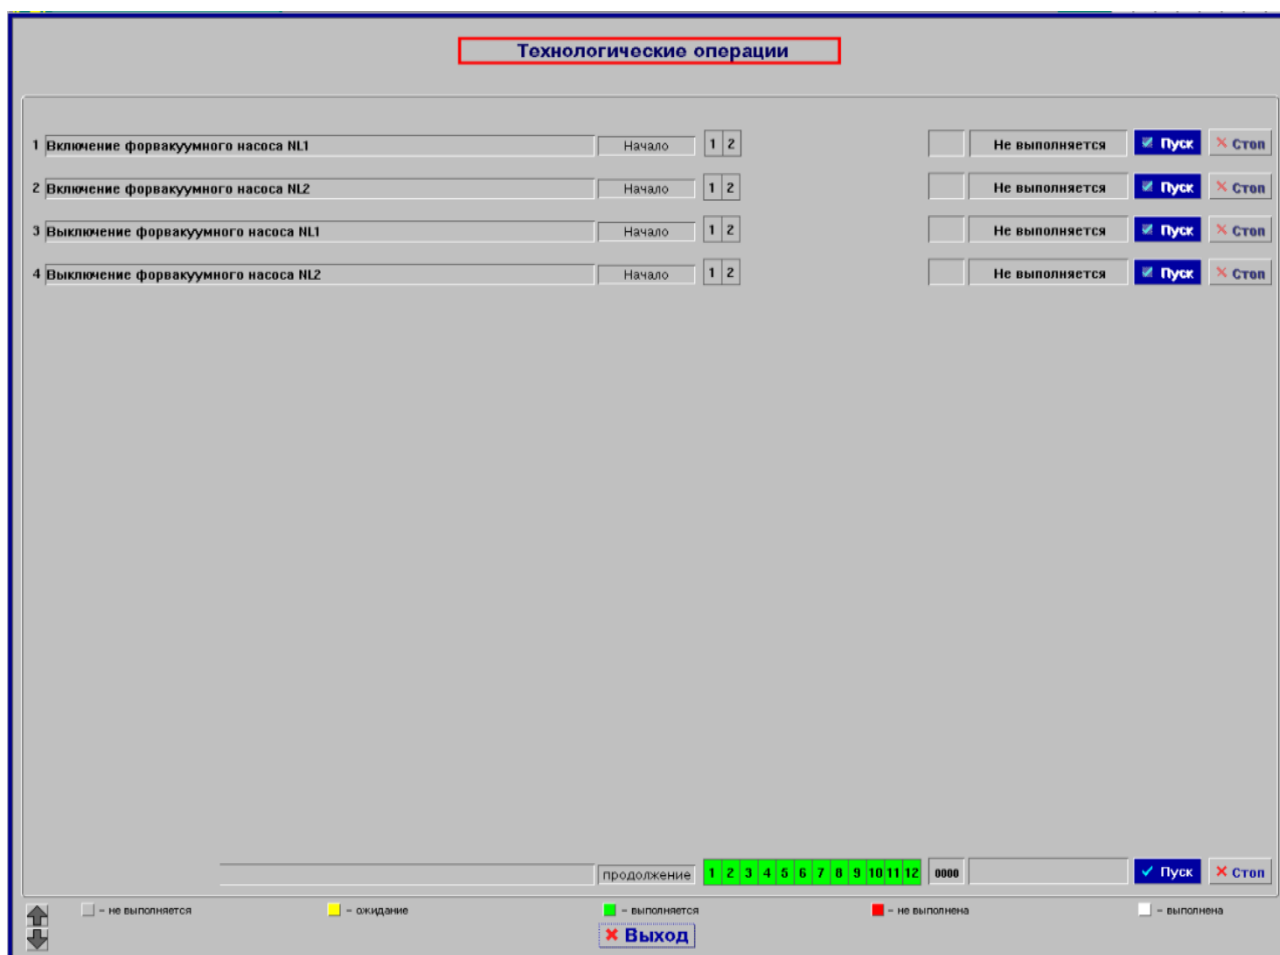 Технологические операции
1 Включение форвакуумного насоса NL1 Начало 1 2 Не выполняется Пуск Стоп
2 Включение форвакуумного насоса NL2 Начало 1 2 Не выполняется Пуск Стоп
3 Выключение форвакуумного насоса NL1 Начало 1 2 Не выполняется Пуск Стоп
4 Выключение форвакуумного насоса NL2 Начало 1 2 Не выполняется Пуск Стоп
продолжение 1 2 3 4 5 6 7 8 9 10 11 12 0000 Пуск Стоп
- не выполняется - ожидание - выполняется - не выполнена - выполнена
Выход